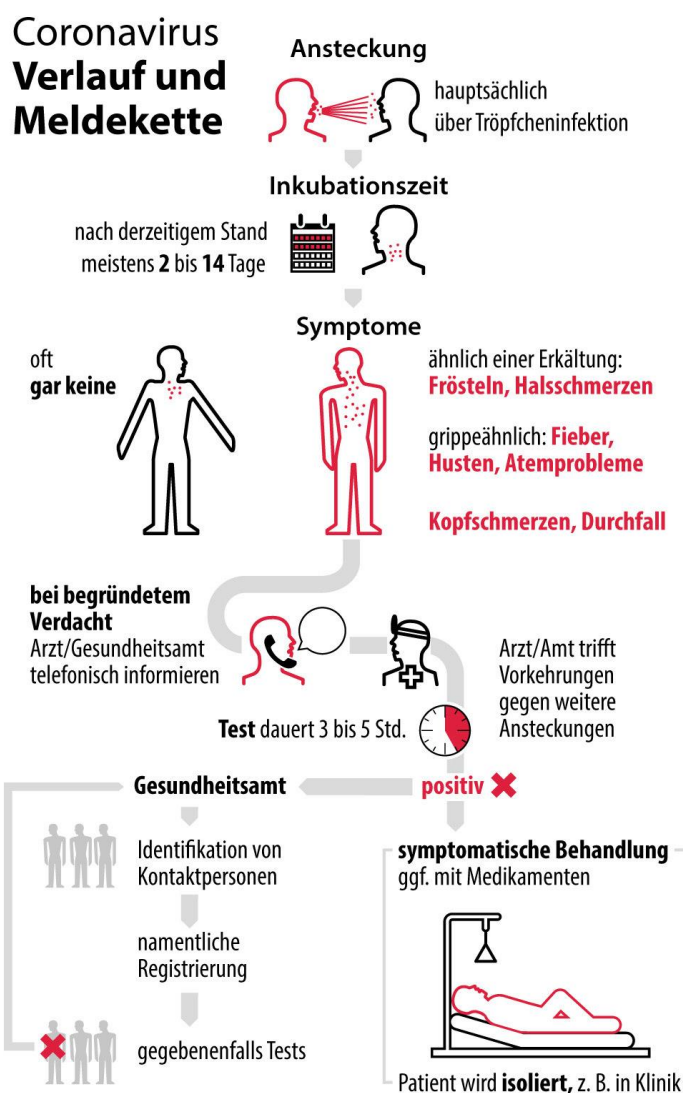 Coronavirus
Verlauf und
Meldekette
Ansteckung
hauptsächlich
über Tröpfcheninfektion
Inkubationszeit
nach derzeitigem Stand
meistens 2 bis 14 Tage
Symptome
oft
gar keine
ähnlich einer Erkältung:
Frösteln, Halsschmerzen
grippeähnlich: Fieber,
Husten, Atemprobleme
Kopfschmerzen, Durchfall
bei begründetem
Verdacht
Arzt/Gesundheitsamt
telefonisch informieren
Arzt/Amt trifft
Vorkehrungen
gegen weitere
Ansteckungen
Test dauert 3 bis 5 Std.
positiv
Gesundheitsamt
Identifikation von
Kontaktpersonen
namentliche
Registrierung
gegebenenfalls Tests
symptomatische Behandlung
ggf. mit Medikamenten
Patient wird isoliert, z. B. in Klinik